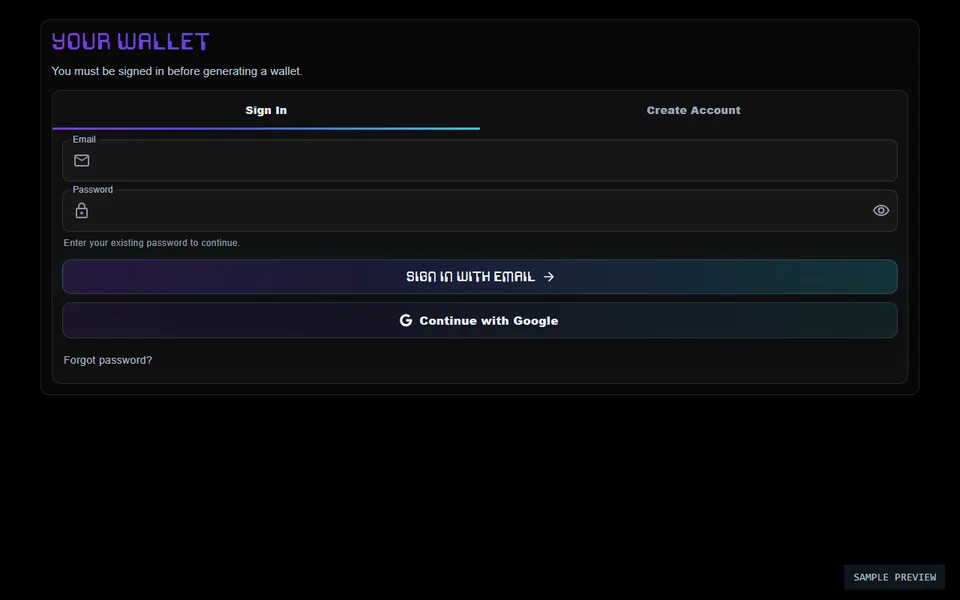 YOUR WALLET
You must be signed in before generating a wallet.
Sign In
Create Account
Email
Password
Enter your existing password to continue.
SIGN IN WITH EMAIL →
Continue with Google
Forgot password?
SAMPLE PREVIEW